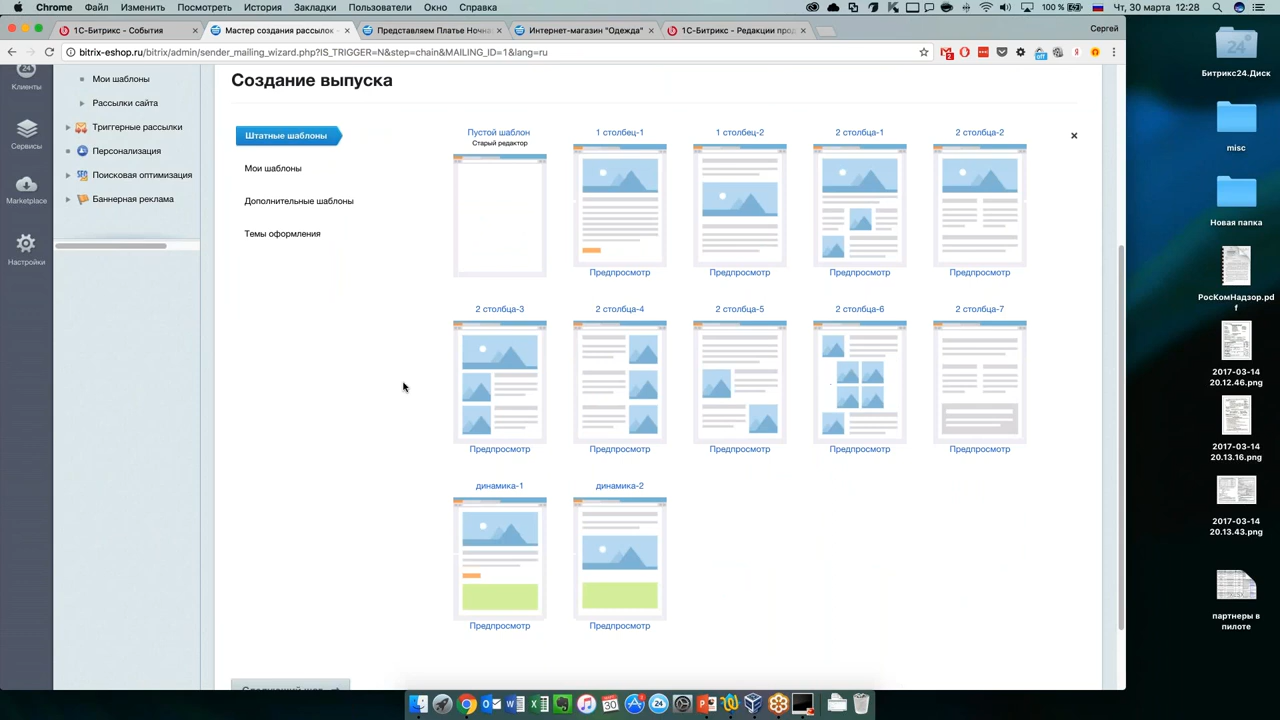 Chrome Файл Изменить Посмотреть История Закладки Пользователи Окно Справка
100 % Чт, 30 марта 12:28
1С-Битрикс - События
Мастер создания рассылок -
Представляем Платье Ночна
Интернет-магазин "Одежда"
1С-Битрикс - Редакции прод
Сергей
bitrix-eshop.ru/bitrix/admin/sender_mailing_wizard.php?IS_TRIGGER=N&step=chain&MAILING_ID=1&lang=ru
24
Клиенты
Сервисы
Marketplace
Настройки
Мои шаблоны
Рассылки сайта
Триггерные рассылки
Персонализация
Поисковая оптимизация
Баннерная реклама
Создание выпуска
Штатные шаблоны
Мои шаблоны
Дополнительные шаблоны
Темы оформления
Пустой шаблон
Старый редактор
1 столбец-1
1 столбец-2
2 столбца-1
2 столбца-2
Предпросмотр
Предпросмотр
Предпросмотр
Предпросмотр
2 столбца-3
2 столбца-4
2 столбца-5
2 столбца-6
2 столбца-7
Предпросмотр
Предпросмотр
Предпросмотр
Предпросмотр
Предпросмотр
динамика-1
динамика-2
Предпросмотр
Предпросмотр
24
Битрикс24.Диск
misc
Новая папка
РосКомНадзор.pd
f
2017-03-14
20.12.46.png
2017-03-14
20.13.16.png
2017-03-14
20.13.43.png
партнеры в
пилоте